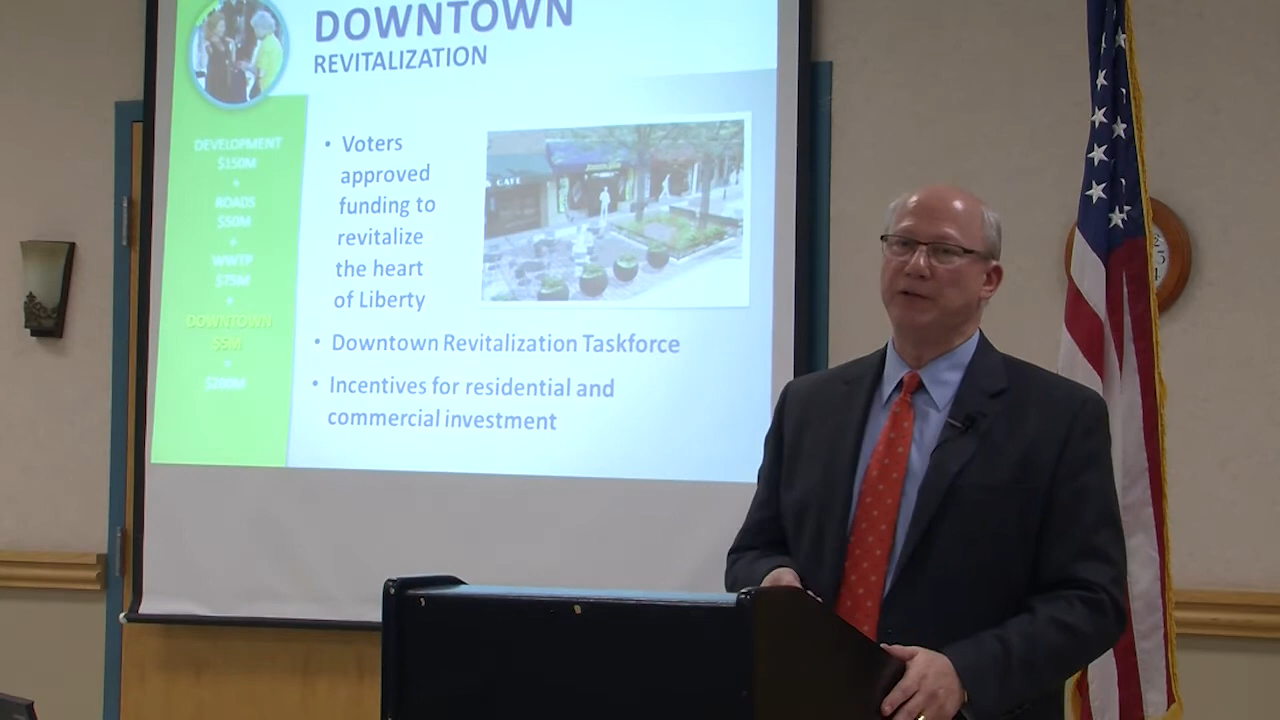 DOWNTOWN
REVITALIZATION
DEVELOPMENT
$150M
+
ROADS
$50M
+
WWTP
$75M
+
DOWNTOWN
$5M
=
$280M
• Voters
approved
funding to
revitalize
the heart
of Liberty
CAFE
• Downtown Revitalization Taskforce
• Incentives for residential and
commercial investment